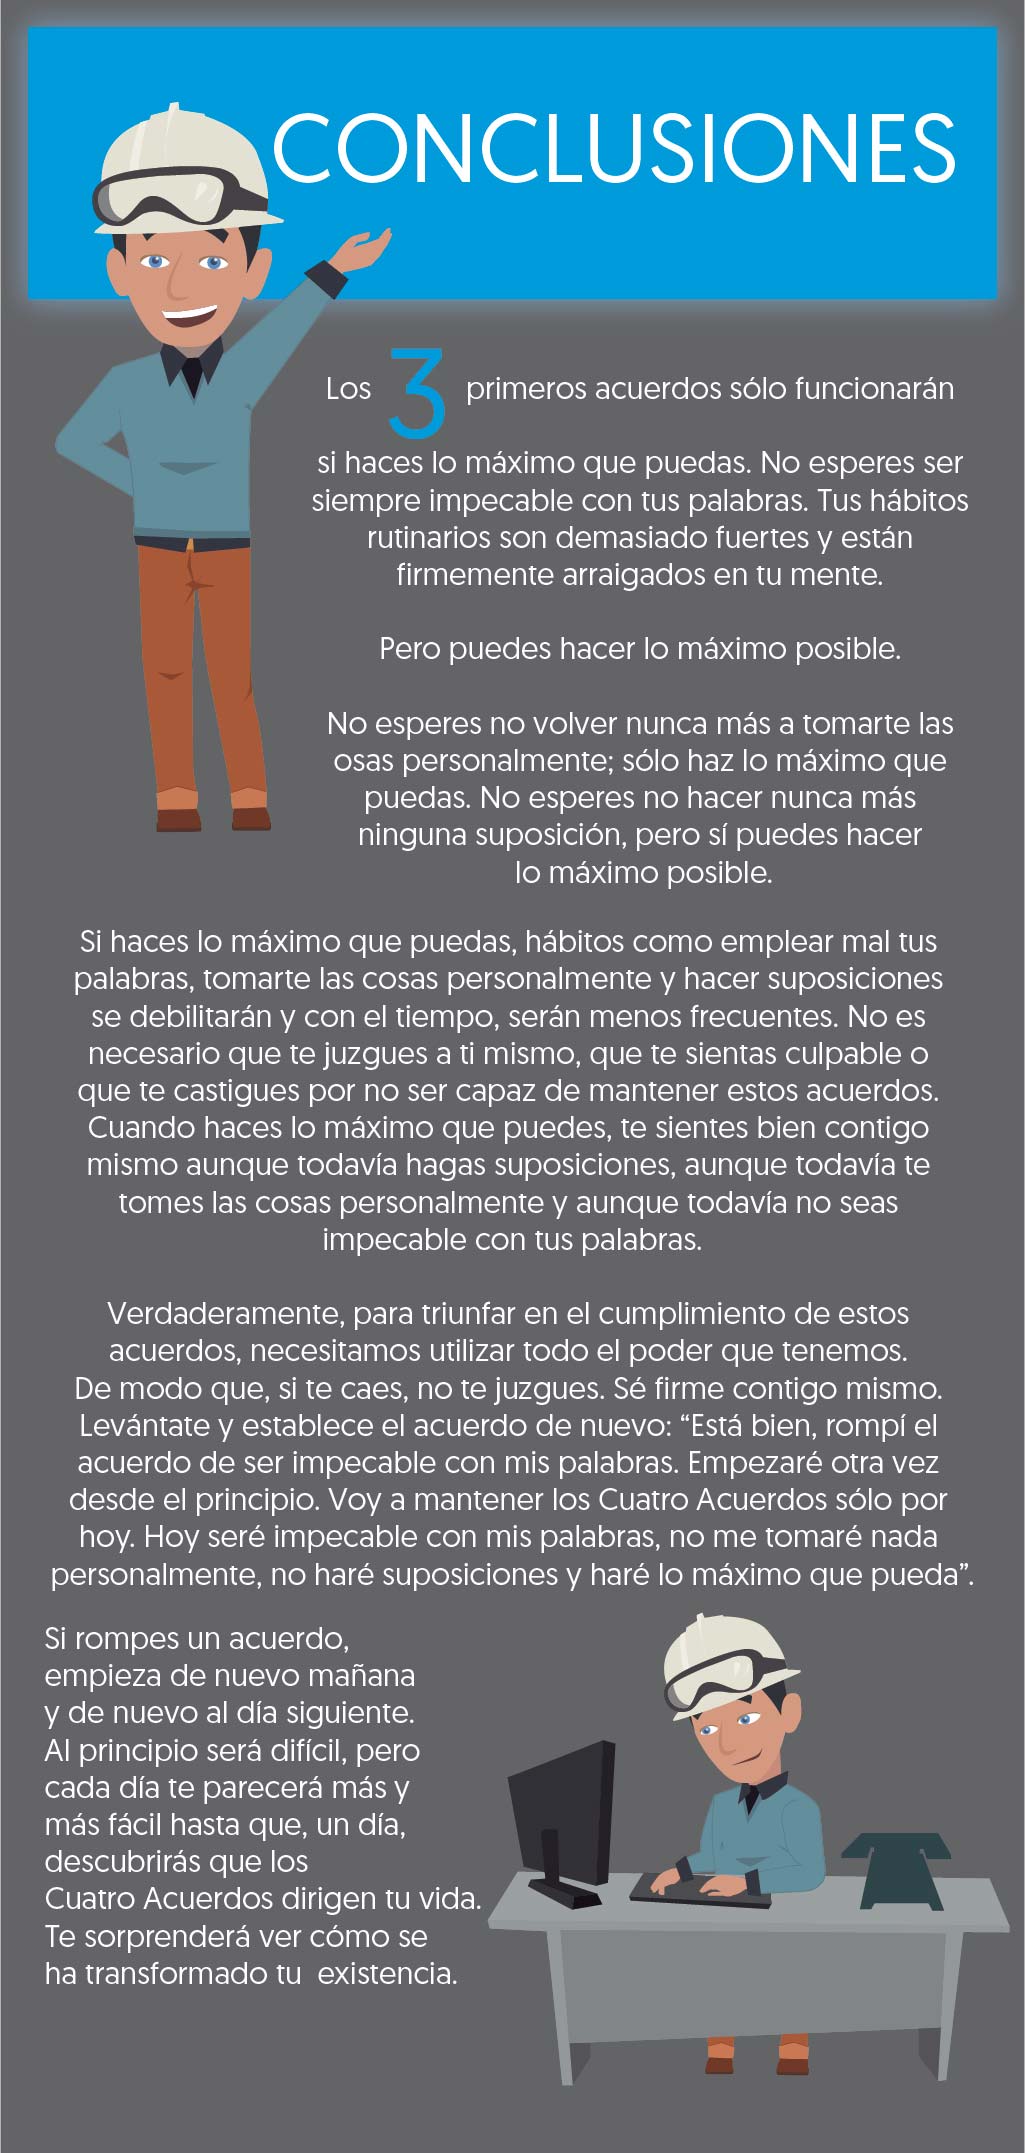 CONCLUSIONES
Los 3 primeros acuerdos sólo funcionarán
si haces lo máximo que puedas. No esperes ser
siempre impecable con tus palabras. Tus hábitos
rutinarios son demasiado fuertes y están
firmemente arraigados en tu mente.
Pero puedes hacer lo máximo posible.
No esperes no volver nunca más a tomarte las
osas personalmente; sólo haz lo máximo que
puedas. No esperes no hacer nunca más
ninguna suposición, pero sí puedes hacer
lo máximo posible.
Si haces lo máximo que puedas, hábitos como emplear mal tus
palabras, tomarte las cosas personalmente y hacer suposiciones
se debilitarán y con el tiempo, serán menos frecuentes. No es
necesario que te juzgues a ti mismo, que te sientas culpable o
que te castigues por no ser capaz de mantener estos acuerdos.
Cuando haces lo máximo que puedes, te sientes bien contigo
mismo aunque todavía hagas suposiciones, aunque todavía te
tomes las cosas personalmente y aunque todavía no seas
impecable con tus palabras.
Verdaderamente, para triunfar en el cumplimiento de estos
acuerdos, necesitamos utilizar todo el poder que tenemos.
De modo que, si te caes, no te juzgues. Sé firme contigo mismo.
Levántate y establece el acuerdo de nuevo: “Está bien, rompí el
acuerdo de ser impecable con mis palabras. Empezaré otra vez
desde el principio. Voy a mantener los Cuatro Acuerdos sólo por
hoy. Hoy seré impecable con mis palabras, no me tomaré nada
personalmente, no haré suposiciones y haré lo máximo que pueda”.
Si rompes un acuerdo,
empieza de nuevo mañana
y de nuevo al día siguiente.
Al principio será difícil, pero
cada día te parecerá más y
más fácil hasta que, un día,
descubrirás que los
Cuatro Acuerdos dirigen tu vida.
Te sorprenderá ver cómo se
ha transformado tu existencia.